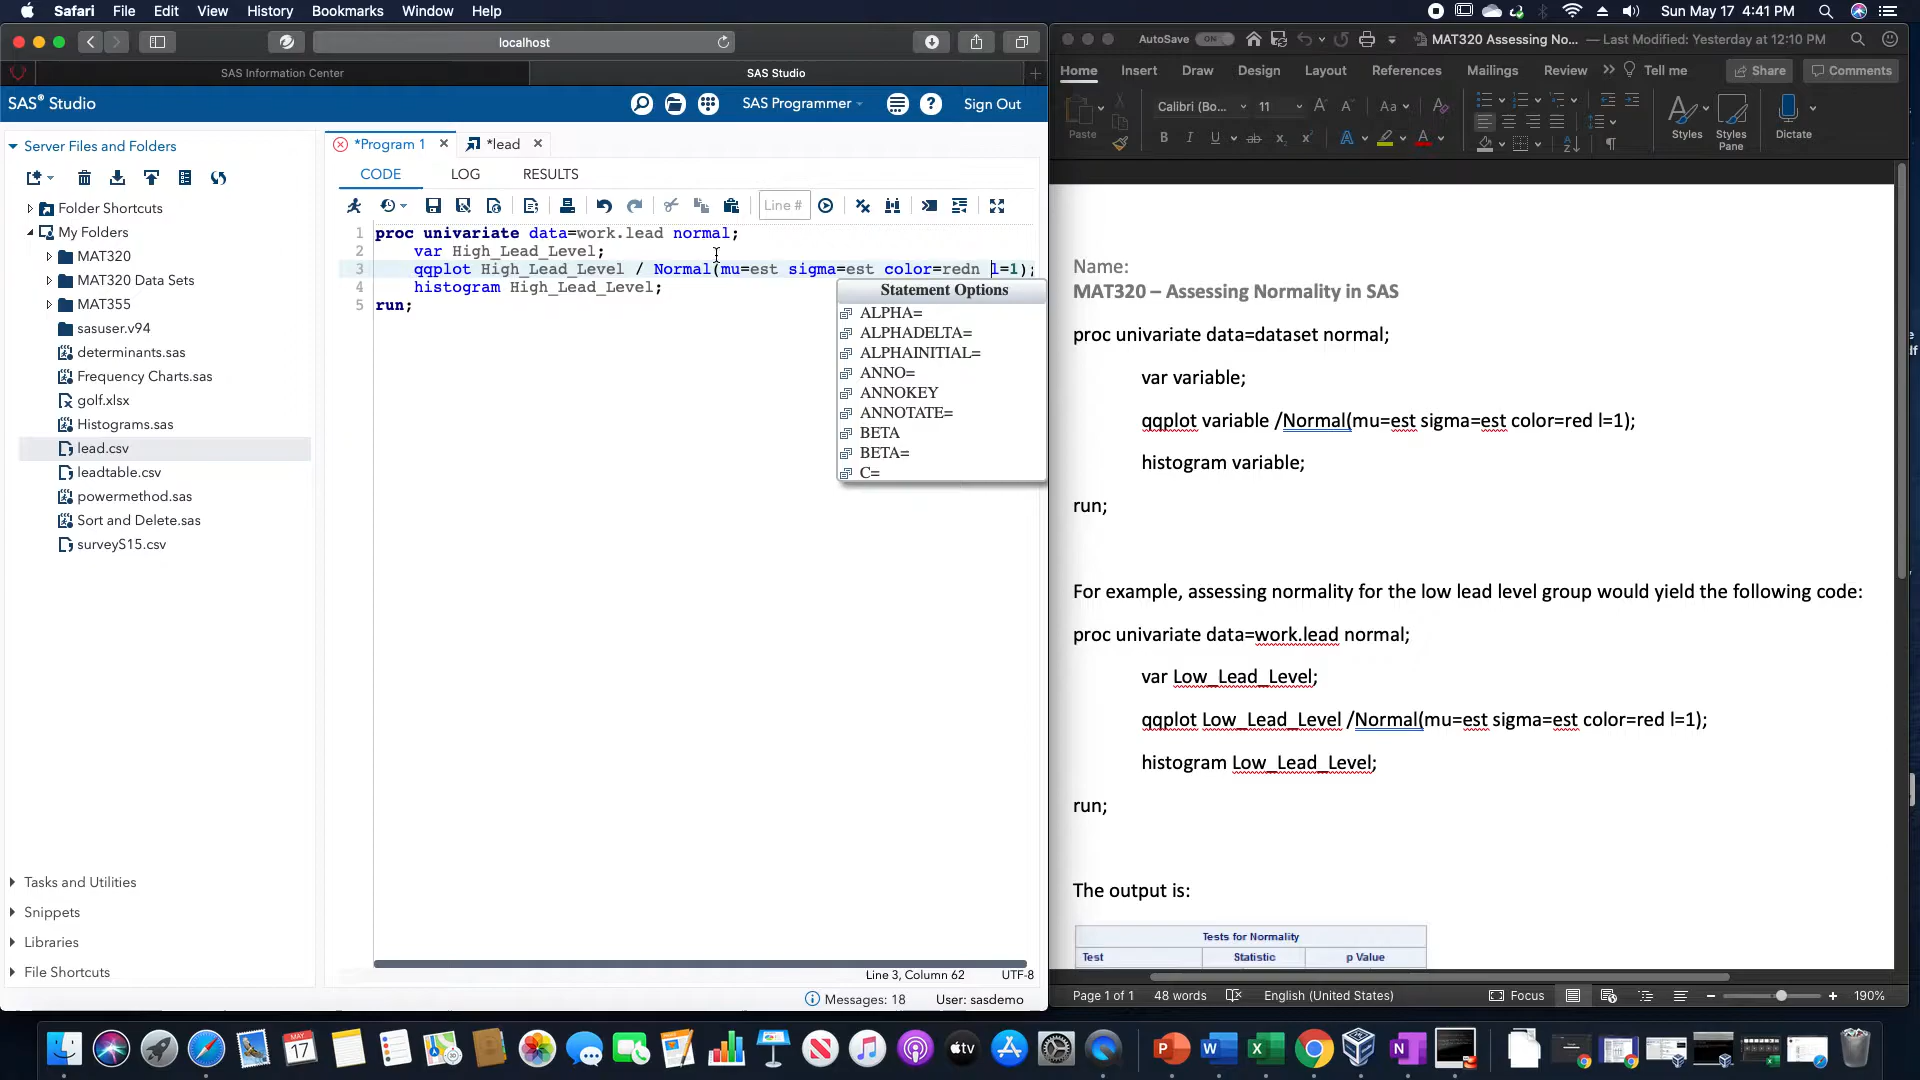 Safari File Edit View History Bookmarks Window Help
Sun May 17 4:41 PM
localhost
SAS Information Center
SAS Studio
SAS® Studio
SAS Programmer
Sign Out
Server Files and Folders
Folder Shortcuts
My Folders
MAT320
MAT320 Data Sets
MAT355
sasuser.v94
determinants.sas
Frequency Charts.sas
golf.xlsx
Histograms.sas
lead.csv
leadtable.csv
powermethod.sas
Sort and Delete.sas
surveyS15.csv
Tasks and Utilities
Snippets
Libraries
File Shortcuts
*Program 1
*lead
CODE LOG RESULTS
Line #
1 proc univariate data=work.lead normal;
2 var High_Lead_Level;
3 qqplot High_Lead_Level / Normal(mu=est sigma=est color=redn l=1);
4 histogram High_Lead_Level;
5 run;
Statement Options
ALPHA=
ALPHADELTA=
ALPHAINITIAL=
ANNO=
ANNOKEY
ANNOTATE=
BETA
BETA=
C=
Line 3, Column 62 UTF-8
Messages: 18 User: sasdemo
AutoSave ON
MAT320 Assessing No... — Last Modified: Yesterday at 12:10 PM
Home Insert Draw Design Layout References Mailings Review >> Tell me
Share
Comments
Paste
Calibri (Bo... 11
Styles
Styles Pane
Dictate
Name:
MAT320 – Assessing Normality in SAS
proc univariate data=dataset normal;
var variable;
qqplot variable /Normal(mu=est sigma=est color=red l=1);
histogram variable;
run;
For example, assessing normality for the low lead level group would yield the following code:
proc univariate data=work.lead normal;
var Low_Lead_Level;
qqplot Low_Lead_Level /Normal(mu=est sigma=est color=red l=1);
histogram Low_Lead_Level;
run;
The output is:
Tests for Normality
Test Statistic p Value
Page 1 of 1 48 words English (United States) Focus 190%
MAY 17
tv